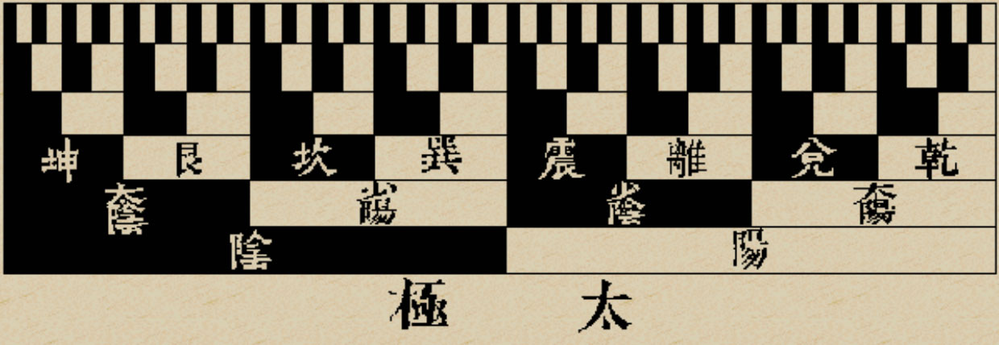 乾 兌 離 震 巽 坎 艮 坤
太陽 少陰 少陽 太陰
陽 陰
太極